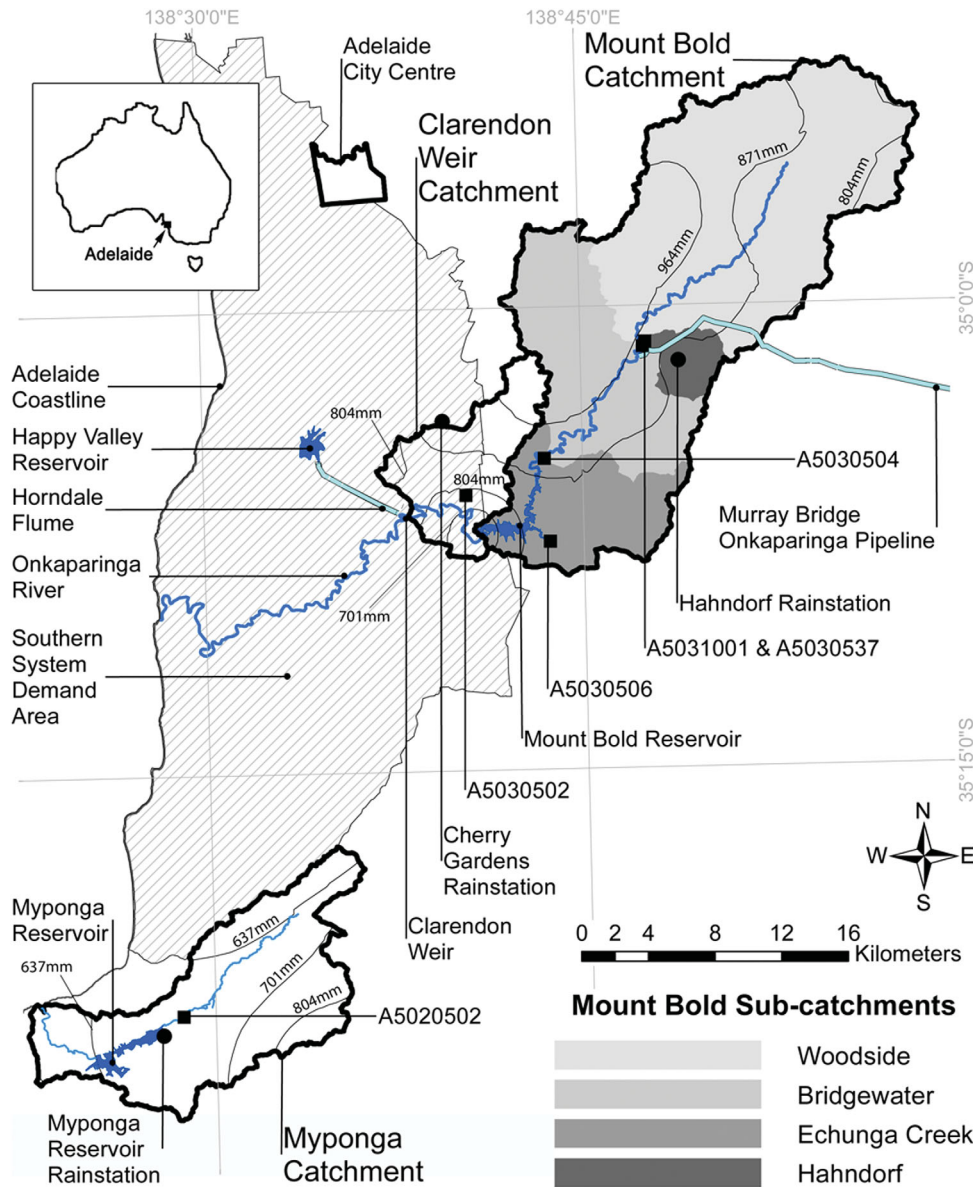 138°30'0"E
138°45'0"E
Adelaide
City Centre
Mount Bold
Catchment
Clarendon
Weir
Catchment
Adelaide
871mm
804mm
964mm
35°0'0"S
Adelaide
Coastline
Happy Valley
Reservoir
Horndale
Flume
Onkaparinga
River
Southern
System
Demand
Area
804mm
804mm
701mm
A5030504
Murray Bridge
Onkaparinga Pipeline
Hahndorf Rainstation
A5031001 & A5030537
A5030506
Mount Bold Reservoir
A5030502
35°15'0"S
Cherry
Gardens
Rainstation
Clarendon
Weir
N
W
E
S
Myponga
Reservoir
637mm
637mm
701mm
804mm
A5020502
Myponga
Reservoir
Rainstation
Myponga
Catchment
0 2 4 8 12 16
Kilometers
Mount Bold Sub-catchments
Woodside
Bridgewater
Echunga Creek
Hahndorf